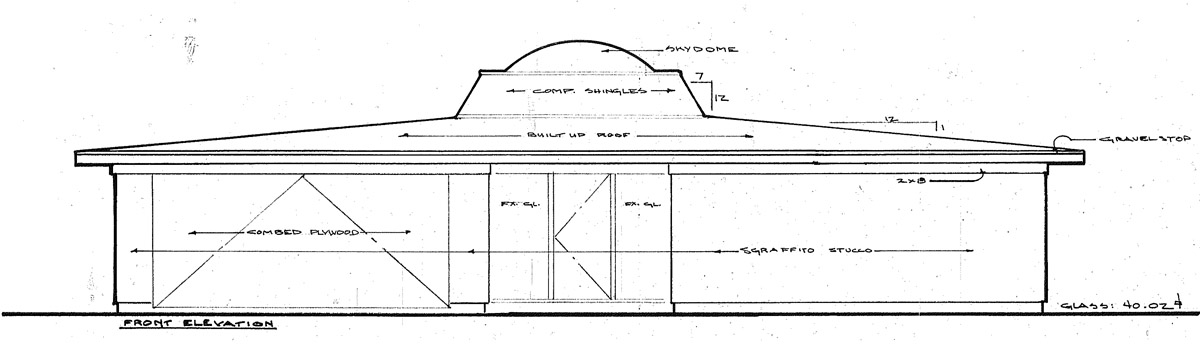 SKYDOME
7
12
COMP. SHINGLES
12
1
BUILT UP ROOF
GRAVEL STOP
2x8
FX. GL.
FX. GL
COMBED PLYWOOD
SGRAFFITO STUCCO
GLASS: 40.02
FRONT ELEVATION